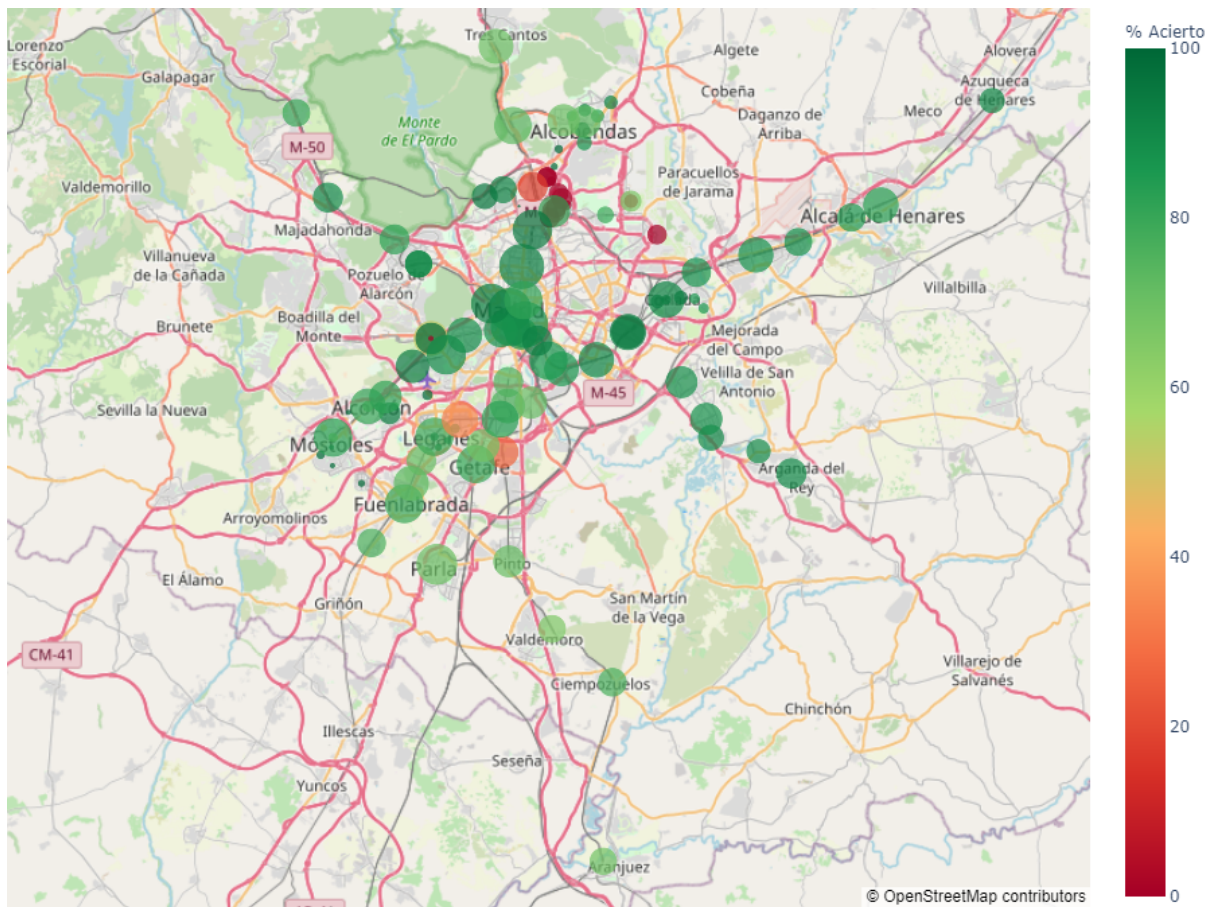 % Acierto
100
80
60
40
20
0
Tres Cantos
Lorenzo
Escorial
Galapagar
Algete
Alovera
Cobeña
Azuqueca
de Henares
Meco
Daganzo de
Arriba
Monte
de El Pardo
Alcobendas
M-50
Valdemorillo
Paracuellos
de Jarama
Majadahonda
Alcalá de Henares
Villanueva
de la Cañada
Pozuelo de
Alarcón
Villalbilla
Boadilla del
Monte
Brunete
Mejorada
del Campo
Velilla de San
Antonio
M-45
Sevilla la Nueva
Alcorcón
Móstoles
Leganés
Getafe
Arganda del
Rey
Fuenlabrada
Arroyomolinos
Parla
Pinto
El Álamo
Griñón
San Martín
de la Vega
Valdemoro
CM-41
Villarejo de
Salvanés
Ciempozuelos
Chinchón
Illescas
Seseña
Yuncos
Aranjuez
© OpenStreetMap contributors